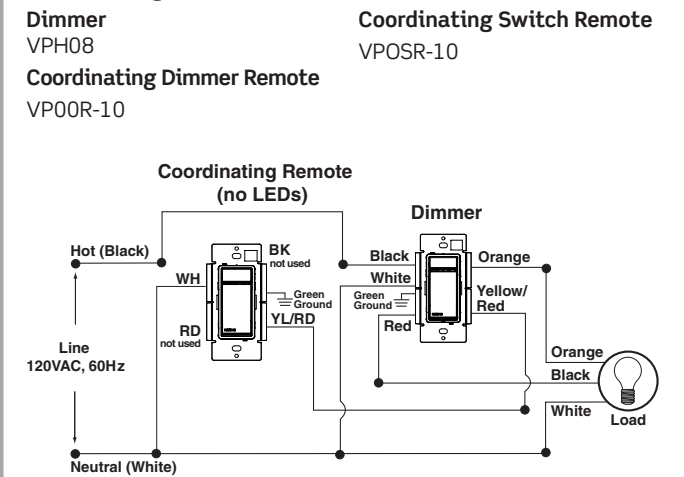 Dimmer
VPH08
Coordinating Switch Remote
VPOSR-10
Coordinating Dimmer Remote
VP00R-10
Coordinating Remote
(no LEDs)
Dimmer
Hot (Black)
BK
not used
Black
Orange
WH
White
Green
Ground
Green
Ground
Yellow/
Red
YL/RD
Red
RD
not used
Line
120VAC, 60Hz
Orange
Black
White
Load
Neutral (White)